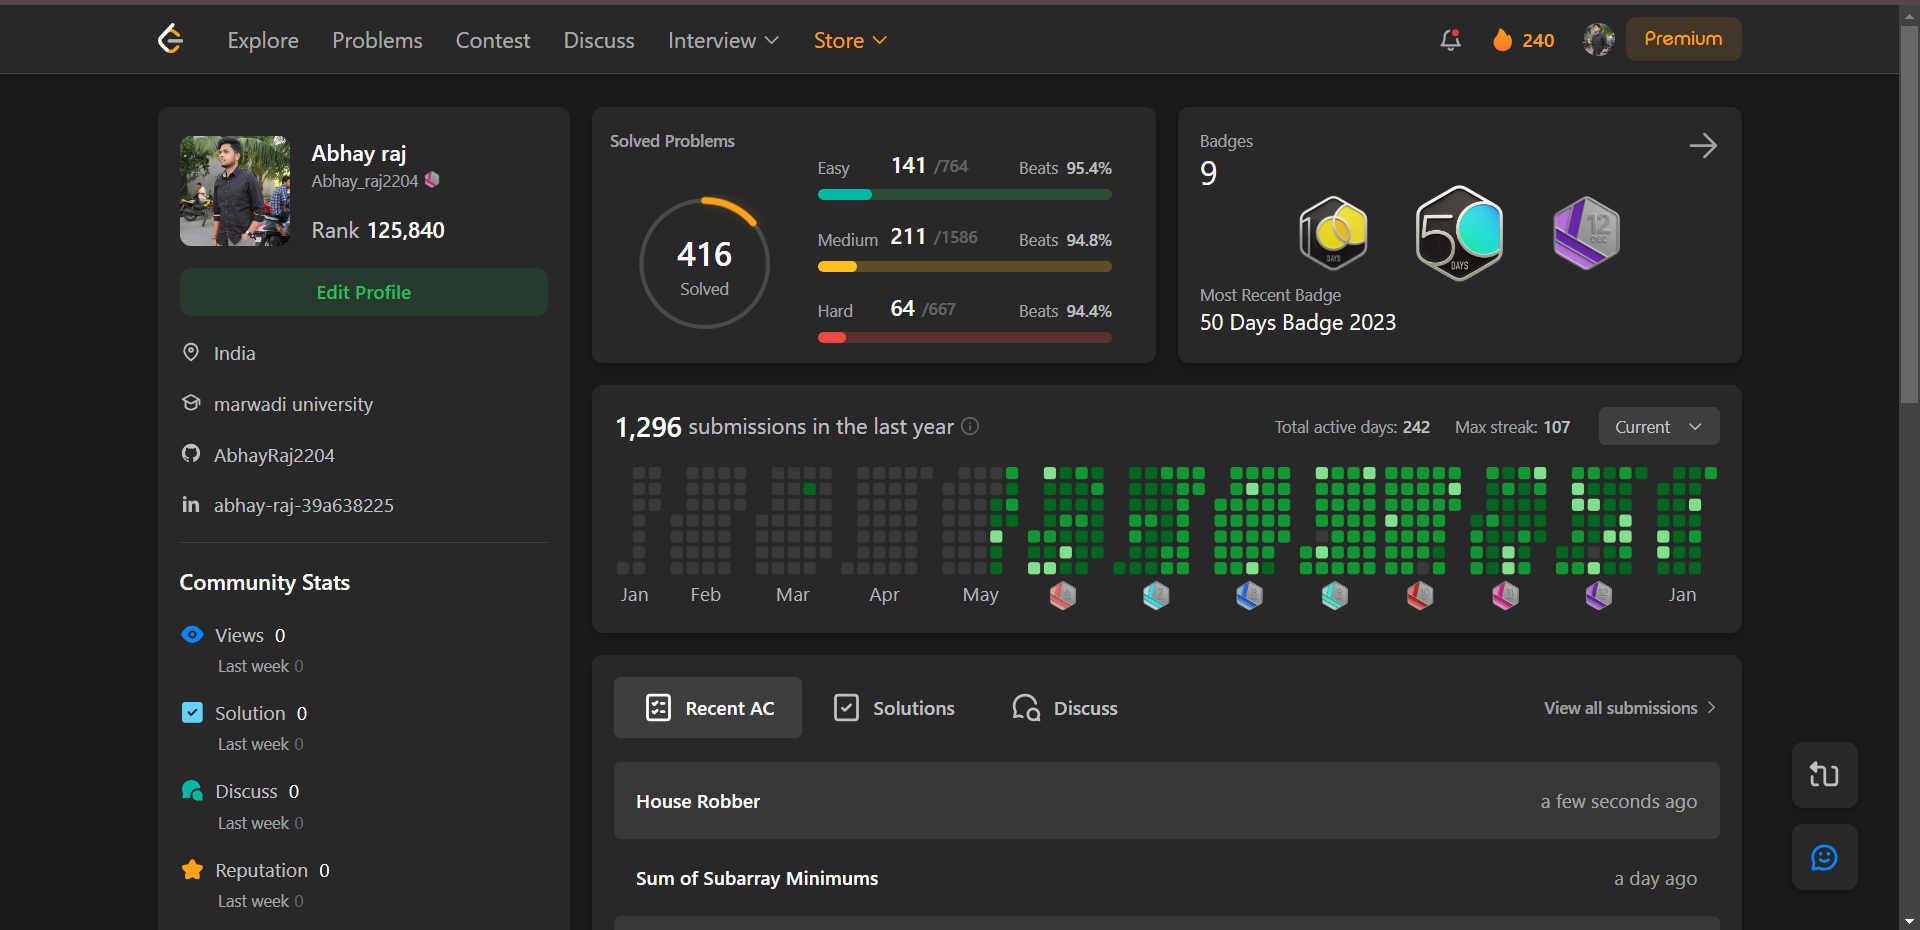 Explore Problems Contest Discuss Interview Store 240 Premium
Abhay raj
Abhay_raj2204
Rank 125,840
Edit Profile
India
marwadi university
AbhayRaj2204
abhay-raj-39a638225
Community Stats
Views 0
Last week 0
Solution 0
Last week 0
Discuss 0
Last week 0
Reputation 0
Last week 0
Solved Problems
416
Solved
Easy 141 /764 Beats 95.4%
Medium 211 /1586 Beats 94.8%
Hard 64 /667 Beats 94.4%
Badges
9
100
DAYS
50
DAYS
12
DEC
Most Recent Badge
50 Days Badge 2023
1,296 submissions in the last year Total active days: 242 Max streak: 107 Current
Jan Feb Mar Apr May Jan
Recent AC Solutions Discuss View all submissions
House Robber a few seconds ago
Sum of Subarray Minimums a day ago